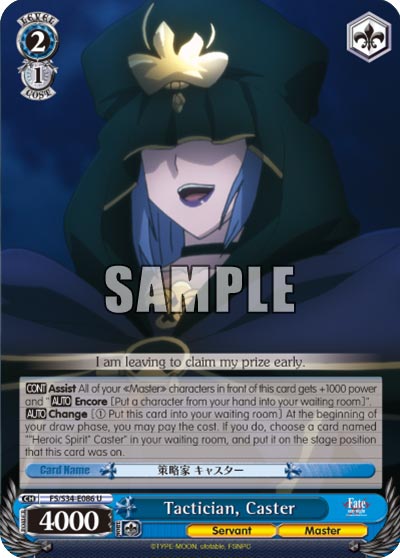 LEVEL
2
1
COST
SAMPLE
I am leaving to claim my prize early.
CONT Assist All of your «Master» characters in front of this card gets +1000 power
and "AUTO Encore [Put a character from your hand into your waiting room]".
AUTO Change [① Put this card into your waiting room] At the beginning of
your draw phase, you may pay the cost. If you do, choose a card named
""Heroic Spirit" Caster" in your waiting room, and put it on the stage position
that this card was on.
Card Name 策略家 キャスター
CH FS/S34-E086 U
POWER 4000 Tactician, Caster
Fate
Servant Master
©TYPE-MOON, ufotable, FSNPC